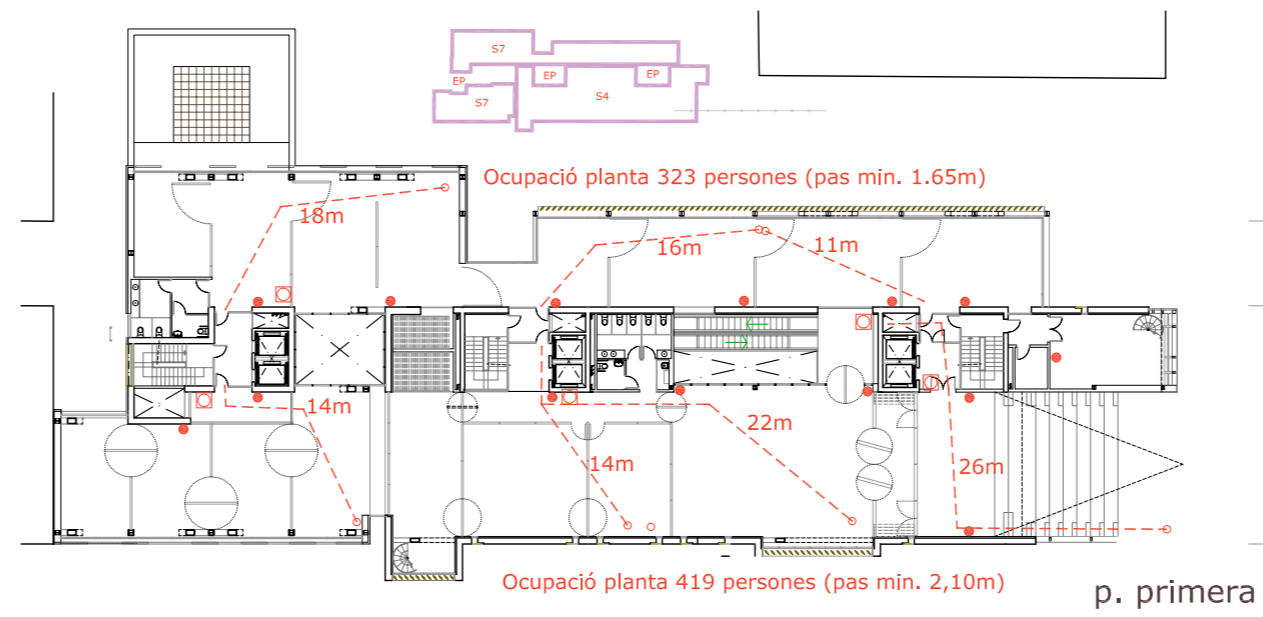 S7
EP
EP
EP
S4
S7
Ocupació planta 323 persones (pas min. 1.65m)
18m
16m
11m
14m
22m
14m
26m
Ocupació planta 419 persones (pas min. 2,10m)
p. primera